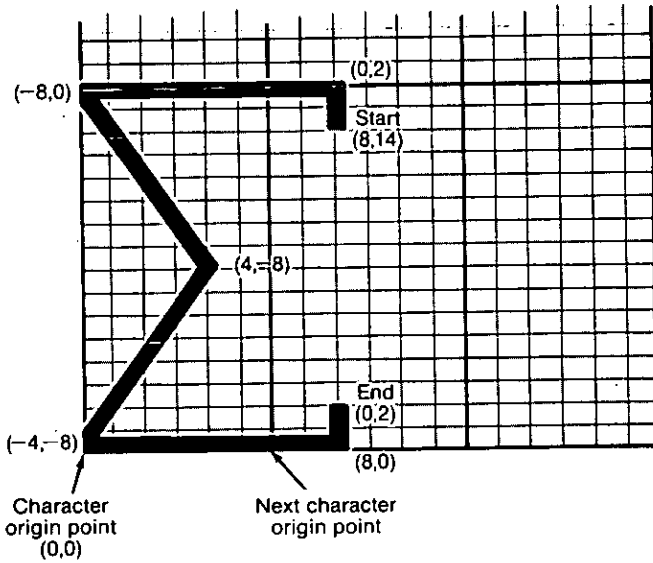 (0,2)
(−8,0)
Start
(8,14)
(4,−8)
End
(0,2)
(−4,−8)
(8,0)
Character
origin point
(0,0)
Next character
origin point